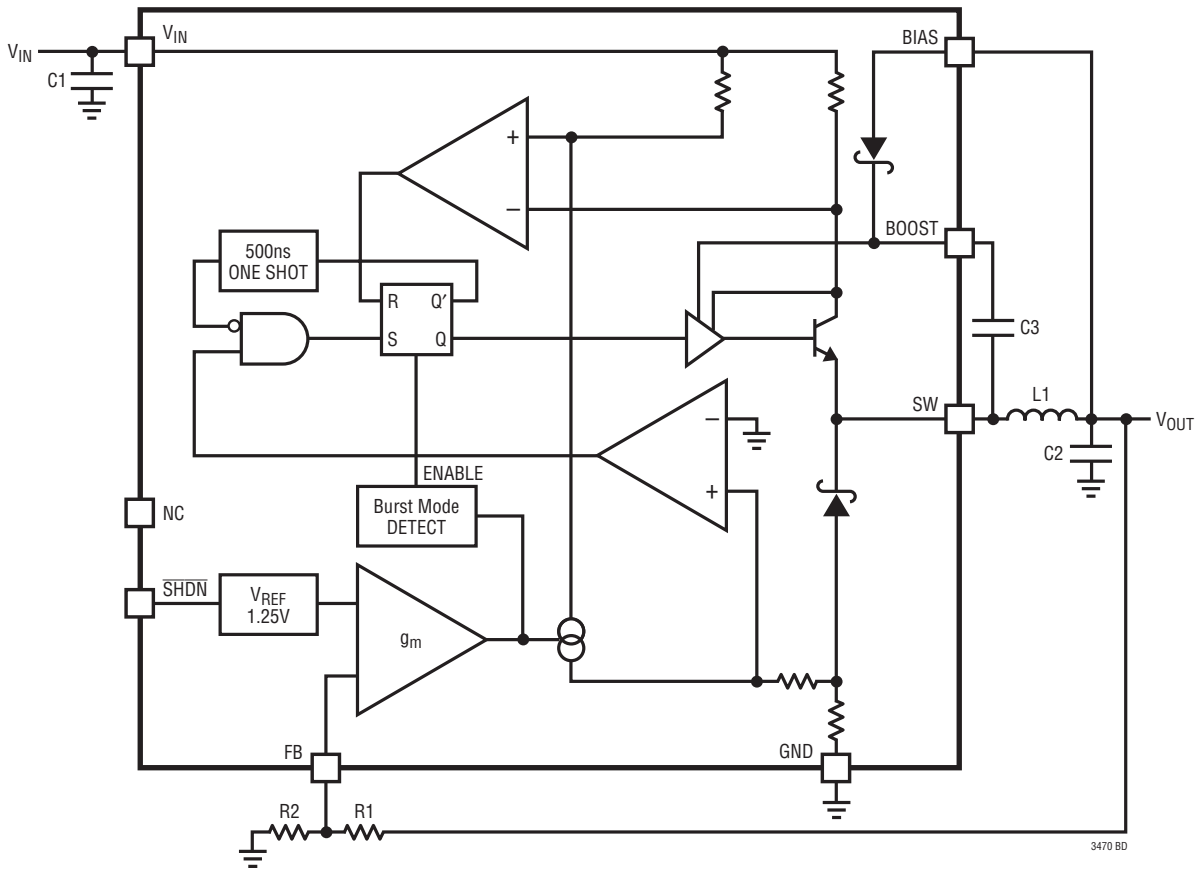 V_IN
V_IN
C1
BIAS
+
–
500ns
ONE SHOT
BOOST
R Q′
S Q
C3
SW
L1
V_OUT
C2
–
+
ENABLE
Burst Mode
DETECT
NC
SHDN
V_REF
1.25V
g_m
FB
GND
R2
R1
3470 BD